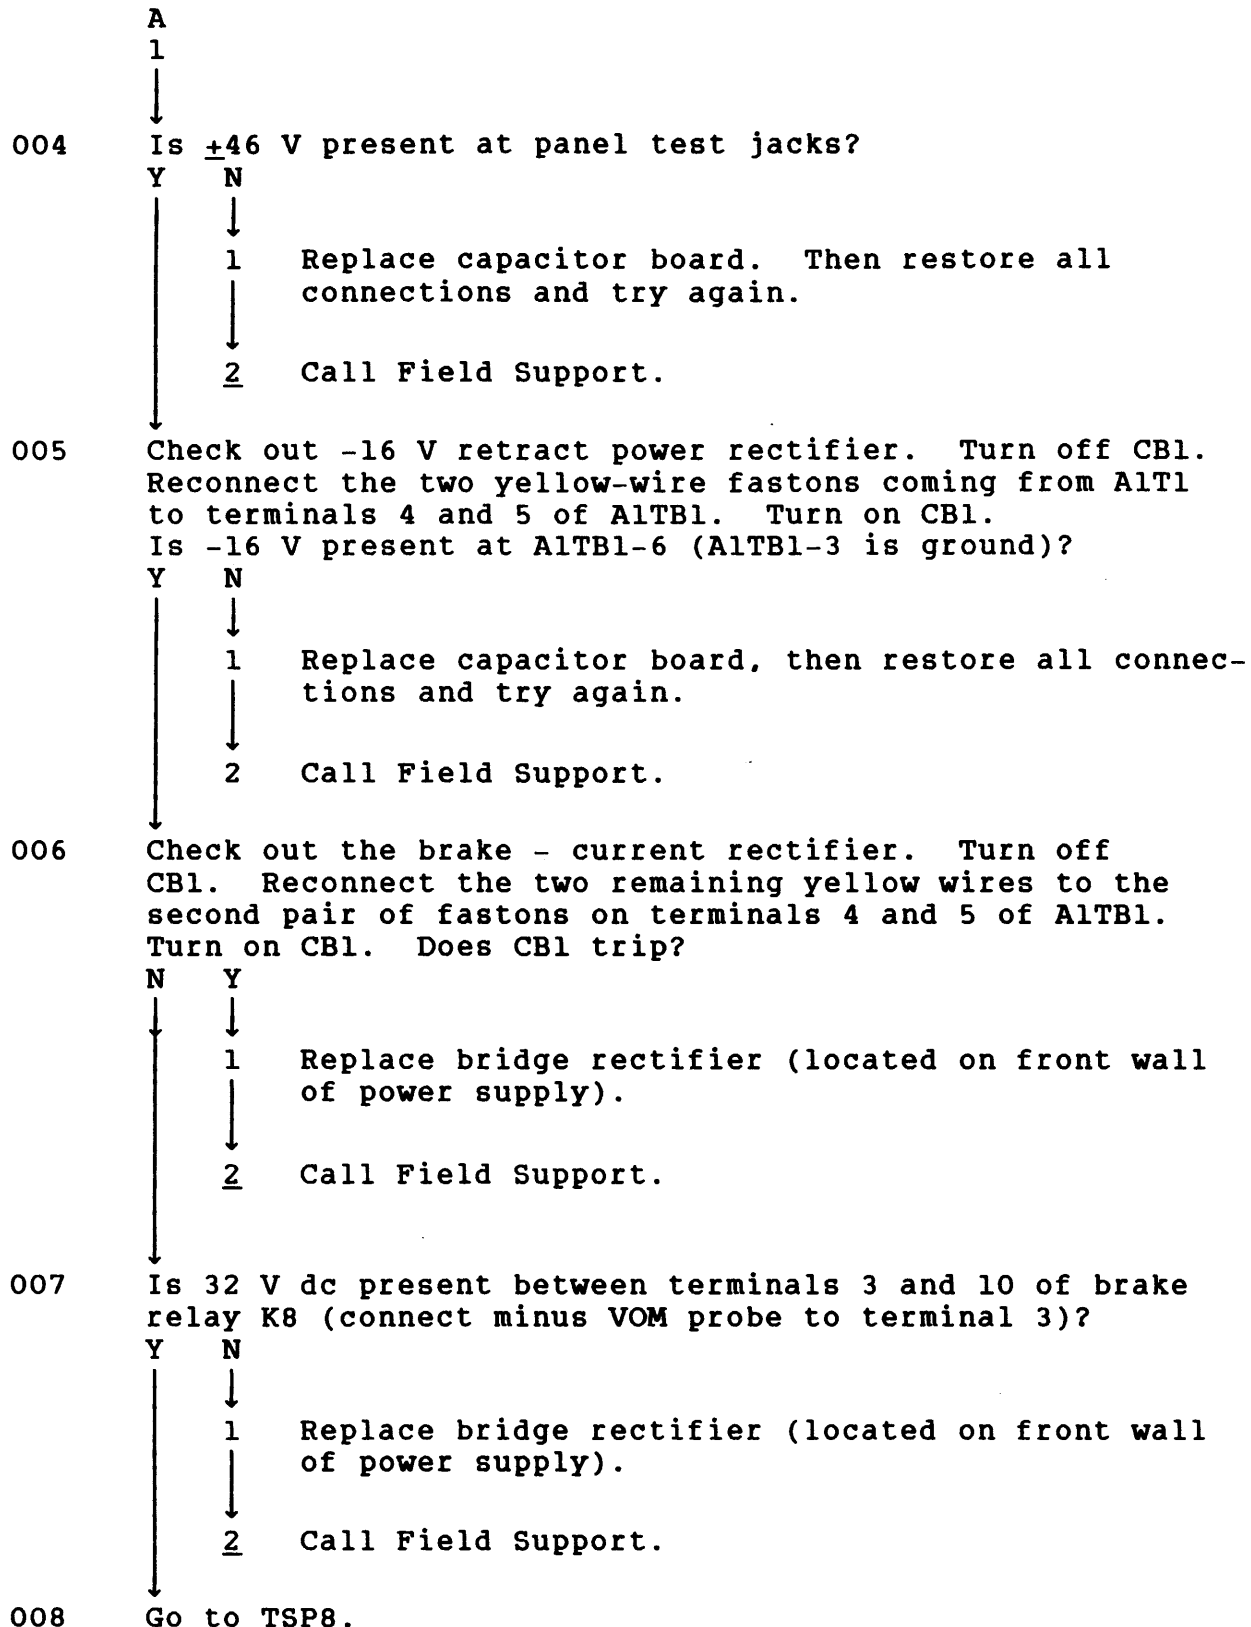 A
1
004 Is ±46 V present at panel test jacks?
Y N
1 Replace capacitor board. Then restore all
connections and try again.
2 Call Field Support.
005 Check out -16 V retract power rectifier. Turn off CB1.
Reconnect the two yellow-wire fastons coming from A1T1
to terminals 4 and 5 of A1TB1. Turn on CB1.
Is -16 V present at A1TB1-6 (A1TB1-3 is ground)?
Y N
1 Replace capacitor board, then restore all connec-
tions and try again.
2 Call Field Support.
006 Check out the brake - current rectifier. Turn off
CB1. Reconnect the two remaining yellow wires to the
second pair of fastons on terminals 4 and 5 of A1TB1.
Turn on CB1. Does CB1 trip?
N Y
1 Replace bridge rectifier (located on front wall
of power supply).
2 Call Field Support.
007 Is 32 V dc present between terminals 3 and 10 of brake
relay K8 (connect minus VOM probe to terminal 3)?
Y N
1 Replace bridge rectifier (located on front wall
of power supply).
2 Call Field Support.
008 Go to TSP8.